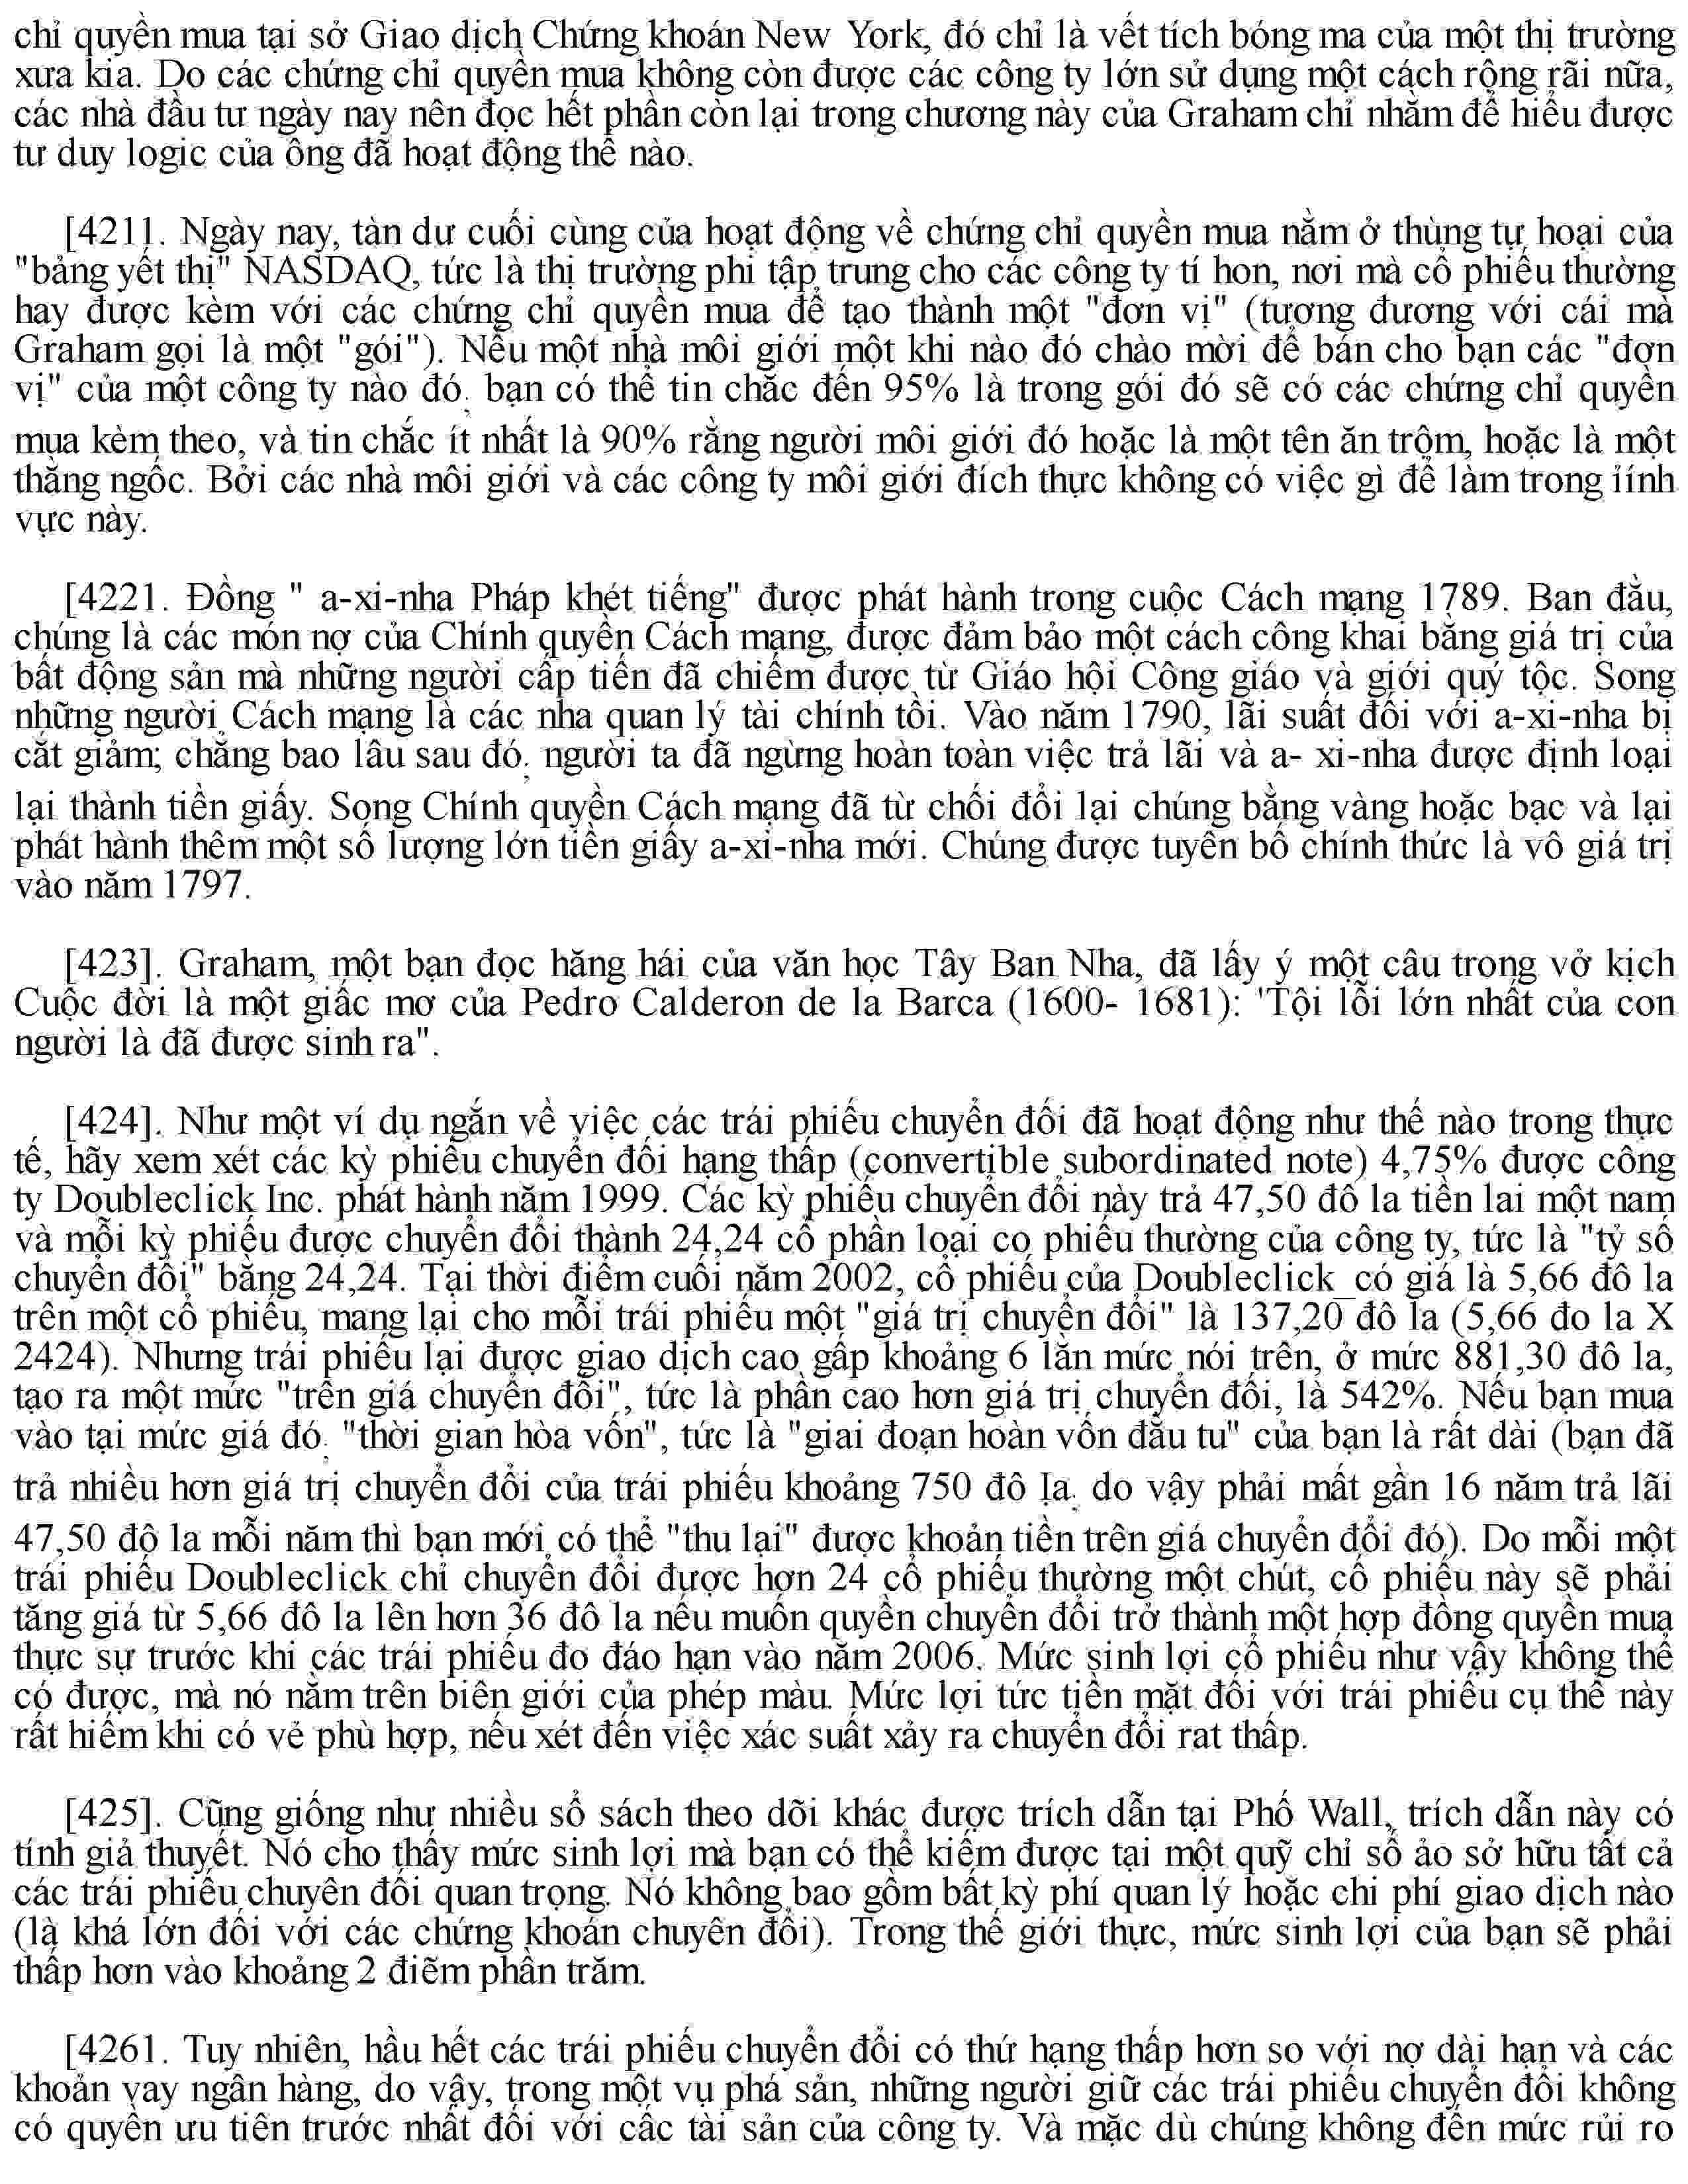 chỉ quyền mua tại sở Giao dịch Chứng khoán New York, đó chỉ là vết tích bóng ma của một thị trường
xưa kia. Do các chứng chỉ quyền mua không còn được các công ty lớn sử dụng một cách rộng rãi nữa,
các nhà đầu tư ngày nay nên đọc hết phần còn lại trong chương này của Graham chỉ nhằm để hiểu được
tư duy logic của ông đã hoạt động thế nào.
[4211. Ngày nay, tàn dư cuối cùng của hoạt động về chứng chỉ quyền mua nằm ở thùng tự hoại của
"bảng yết thị" NASDAQ, tức là thị trường phi tập trung cho các công ty tí hon, nơi mà cổ phiếu thường
hay được kèm với các chứng chỉ quyền mua để tạo thành một "đơn vị" (tương đương với cái mà
Graham gọi là một "gói"). Nếu một nhà môi giới một khi nào đó chào mời để bán cho bạn các "đơn
vị" của một công ty nào đó. bạn có thể tin chắc đến 95% là trong gói đó sẽ có các chứng chỉ quyền
mua kèm theo, và tin chắc ít nhất là 90% rằng người môi giới đó hoặc là một tên ăn trộm, hoặc là một
thằng ngốc. Bởi các nhà môi giới và các công ty môi giới đích thực không có việc gì để làm trong iính
vực này.
[4221. Đồng " a-xi-nha Pháp khét tiếng" được phát hành trong cuộc Cách mạng 1789. Ban đầu,
chúng là các món nợ của Chính quyền Cách mạng, được đảm bảo một cách công khai bằng giá trị của
bất động sản mà những người cấp tiến đã chiếm được từ Giáo hội Công giáo và giới quý tộc. Song
những người Cách mạng là các nha quan lý tài chính tồi. Vào năm 1790, lãi suất đối với a-xi-nha bị
cắt giảm; chẳng bao lâu sau đó. người ta đã ngừng hoàn toàn việc trả lãi và a- xi-nha được định loại
lại thành tiền giấy. Song Chính quyền Cách mạng đã từ chối đổi lại chúng bằng vàng hoặc bạc và lại
phát hành thêm một số lượng lớn tiền giấy a-xi-nha mới. Chúng được tuyên bố chính thức là vô giá trị
vào năm 1797.
[423]. Graham, một bạn đọc hăng hái của văn học Tây Ban Nha, đã lấy ý một câu trong vở kịch
Cuộc đời là một giấc mơ của Pedro Calderon de la Barca (1600- 1681): 'Tội lỗi lớn nhất của con
người là đã được sinh ra".
[424]. Như một ví dụ ngắn về việc các trái phiếu chuyển đối đã hoạt động như thế nào trong thực
tế, hãy xem xét các kỳ phiếu chuyển đổi hạng thấp (convertible subordinated note) 4,75% được công
ty Doubleclick Inc. phát hành năm 1999. Các kỳ phiếu chuyển đổi này trả 47,50 đô la tiền lai một nam
và mỗi kỳ phiếu được chuyển đổi thành 24,24 cổ phần loại cọ phiếu thường của công ty, tức là "tỷ số
chuyển đổi" bằng 24,24. Tại thời điểm cuối năm 2002, cổ phiếu của Doubleclick_có giá là 5,66 đô la
trên một cổ phiếu, mang lại cho mỗi trái phiếu một "giá trị chuyển đổi" là 137,20 đô la (5,66 đo la X
2424). Nhưng trái phiếu lại được giao dịch cao gấp khoảng 6 lần mức nói trên, ở mức 881,30 đô la,
tạo ra một mức "trên giá chuyển đổi", tức là phần cao hơn giá trị chuyển đổi, là 542%. Nếu bạn mua
vào tại mức giá đó. "thời gian hòa vốn", tức là "giai đoạn hoàn vốn đầu tu" của bạn là rất dài (bạn đã
trả nhiều hơn giá trị chuyển đổi của trái phiếu khoảng 750 đô Ịa. do vậy phải mất gần 16 năm trả lãi
47,50 đô la mỗi năm thì bạn mới có thể "thu lại" được khoản tiền trên giá chuyển đổi đó). Do mỗi một
trái phiếu Doubleclick chỉ chuyển đổi được hơn 24 cổ phiếu thường một chút, cố phiếu này sẽ phải
tăng giá từ 5,66 đô la lên hơn 36 đô la nếu muốn quyền chuyển đổi trở thành một hợp đồng quyền mua
thực sự trước khi các trái phiếu đo đáo hạn vào năm 2006. Mức sinh lợi cổ phiếu như vậy không thể
có được, mà nó nằm trên biên giới của phép màu. Mức lợi tức tiền mặt đối với trái phiếu cụ thể này
rất hiếm khi có vẻ phù hợp, nếu xét đến việc xác suất xảy ra chuyển đổi rat thấp.
[425]. Cũng giống như nhiều sổ sách theo dõi khác được trích dẫn tại Phố Wall, trích dẫn này có
tính giả thuyết. Nó cho thấy mức sinh lợi mà bạn có thể kiếm được tại một quỹ chỉ số ảo sở hữu tất cả
các trái phiếu chuyên đổi quan trọng. Nó không bao gồm bất kỳ phí quan lý hoặc chi phí giao dịch nào
(là khá lớn đối với các chứng khoán chuyên đổi). Trong thế giới thực, mức sinh lợi của bạn sẽ phải
thấp hơn vào khoảng 2 điẽm phần trăm.
[4261. Tuy nhiên, hầu hết các trái phiếu chuyển đổi có thứ hạng thấp hơn so với nợ dài hạn và các
khoản vay ngân hàng, do vậy, trong một vụ phá sản, những người giữ các trái phiếu chuyển đổi không
có quyền ưu tiên trước nhất đối với cấc tài sản của công ty. Và mặc dù chúng không đến mức rủi ro